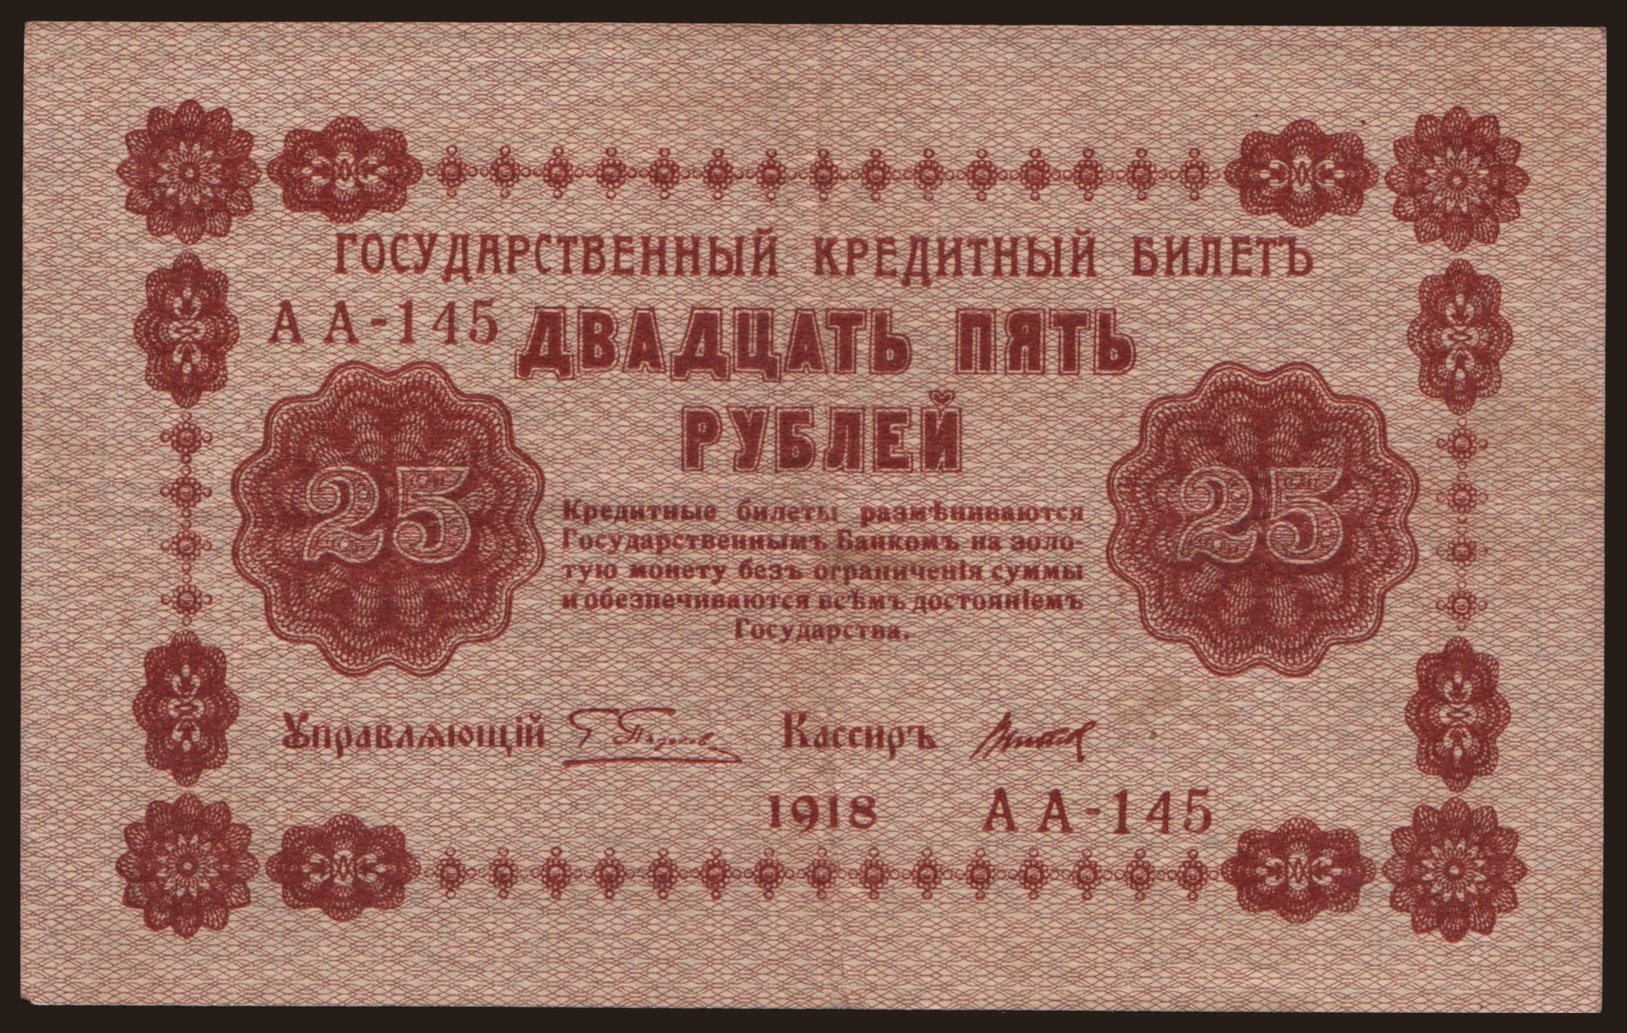 ГОСУДАРСТВЕННЫЙ КРЕДИТНЫЙ БИЛЕТЪ
АА-145
ДВАДЦАТЬ ПЯТЬ
РУБЛЕЙ
25
25
Кредитные билеты размѣниваются
Государственнымъ Банкомъ на золо-
тую монету безъ ограниченія суммы
и обезпечиваются всѣмъ достояніемъ
Государства.
Управляющій
Кассиръ
1918 АА-145